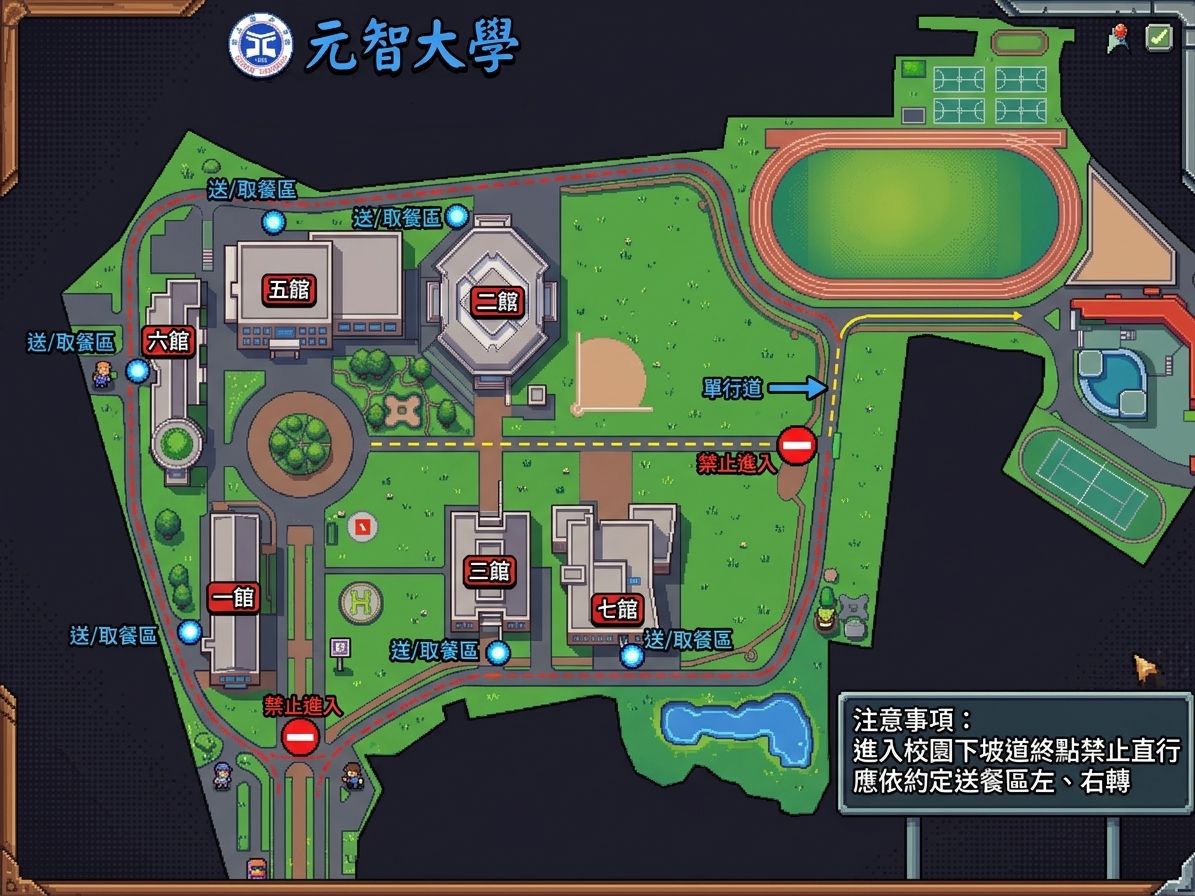 元智大學
送/取餐區
送/取餐區
五館
二館
送/取餐區
六館
單行道
禁止進入
三館
一館
七館
送/取餐區
送/取餐區
送/取餐區
禁止進入
注意事項：
進入校園下坡道終點禁止直行
應依約定送餐區左、右轉